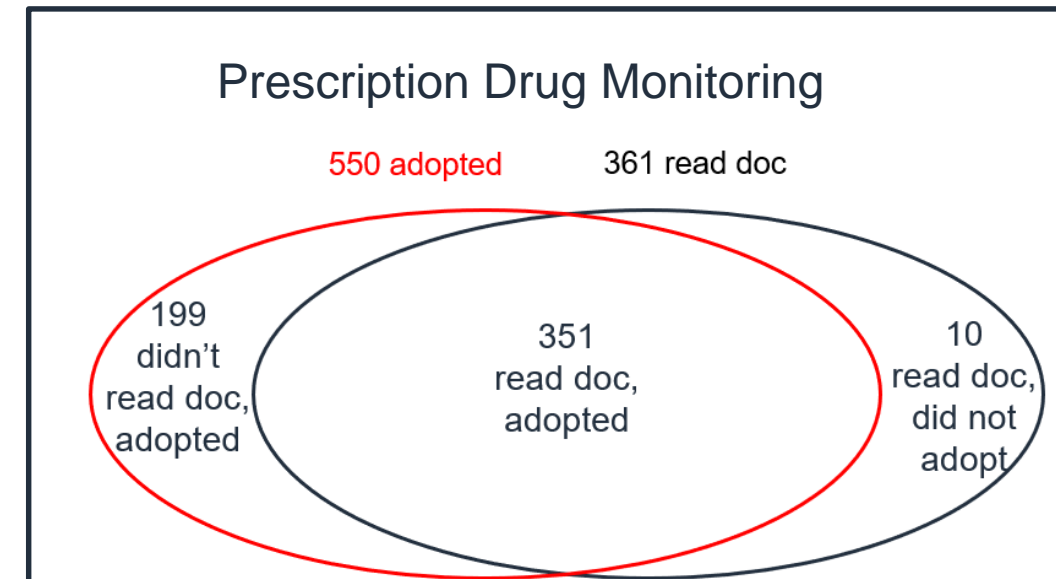 Prescription Drug Monitoring
550 adopted
361 read doc
199
didn't
read doc,
adopted
351
read doc,
adopted
10
read doc,
did not
adopt